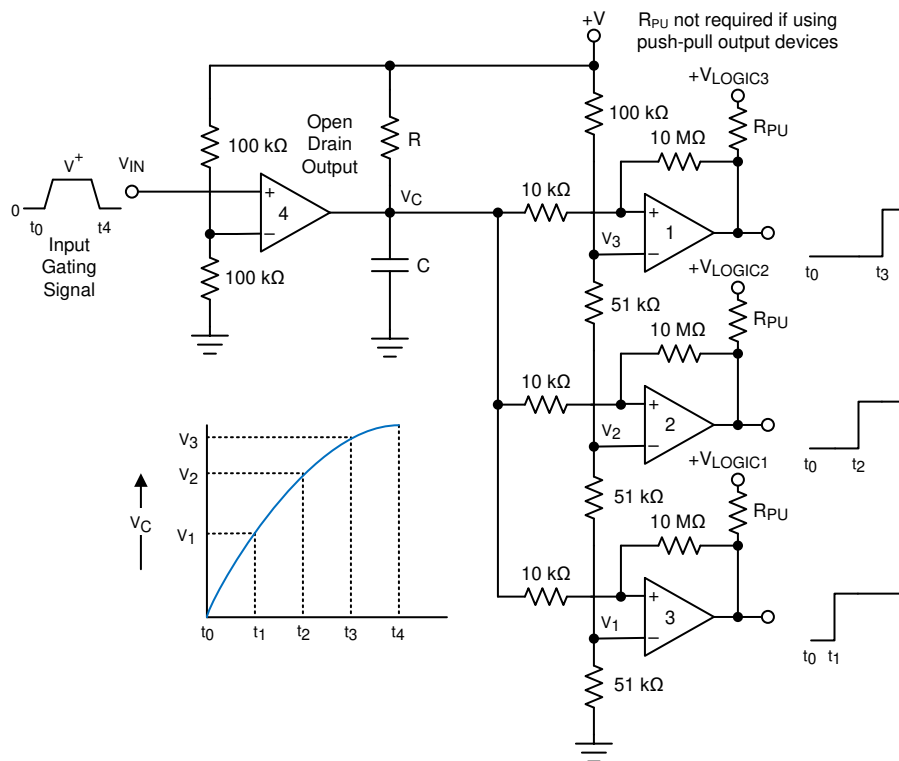 +V
RPU not required if using
push-pull output devices
+VLOGIC3
RPU
100 kΩ
10 MΩ
Open
Drain
Output
R
100 kΩ
VIN
V+
0
t0
t4
Input
Gating
Signal
+
−
4
VC
10 kΩ
+
−
1
V3
t0
t3
100 kΩ
C
+VLOGIC2
RPU
51 kΩ
10 MΩ
10 kΩ
+
−
2
V2
t0
t2
+VLOGIC1
RPU
51 kΩ
10 MΩ
10 kΩ
+
−
3
V1
t0
t1
51 kΩ
V3
V2
V1
VC
t0
t1
t2
t3
t4